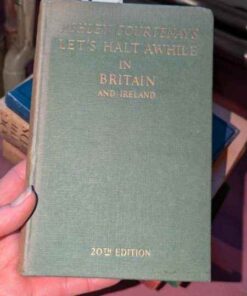 ASHLEY COURTENAY'S
LET'S HALT AWHILE
IN
BRITAIN
AND IRELAND
20TH EDITION